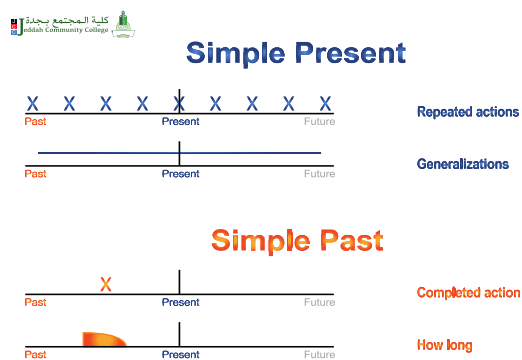 كلية المجتمع بجدة
Jeddah Community College
Simple Present
X X X X X X X X X
Past Present Future
Repeated actions
Past Present Future
Generalizations
Simple Past
X
Past Present Future
Completed action
Past Present Future
How long